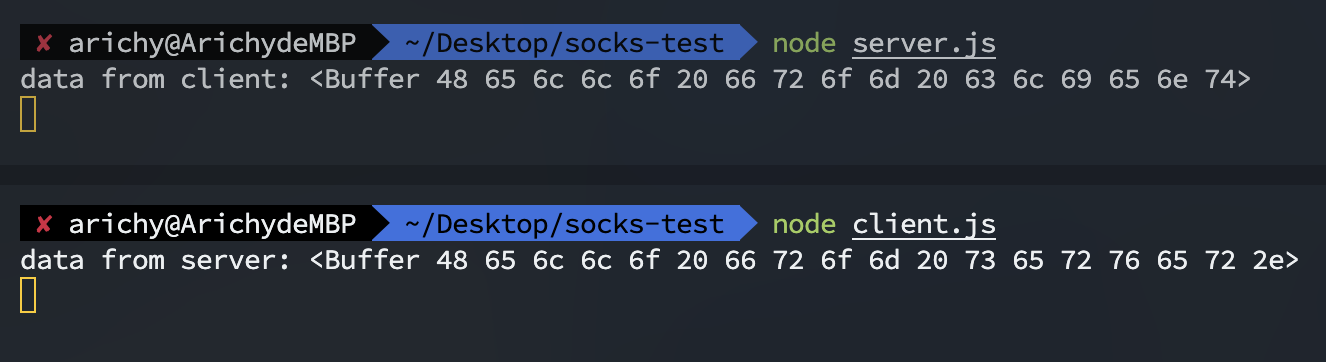 ✘ arichy@ArichydeMBP ~/Desktop/socks-test node server.js
data from client: <Buffer 48 65 6c 6c 6f 20 66 72 6f 6d 20 63 6c 69 65 6e 74>
✘ arichy@ArichydeMBP ~/Desktop/socks-test node client.js
data from server: <Buffer 48 65 6c 6c 6f 20 66 72 6f 6d 20 73 65 72 76 65 72 2e>